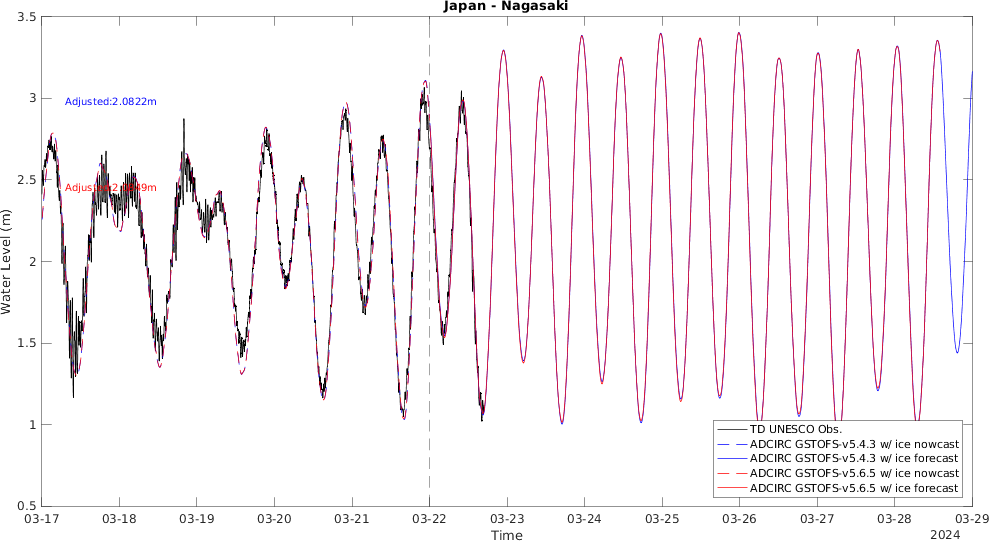 Japan - Nagasaki
3.5
3
2.5
2
1.5
1
0.5
Water Level (m)
Adjusted:2.0822m
03-17
03-18
03-19
03-20
03-21
03-22
03-23
03-24
03-25
03-26
03-27
03-28
03-29
Time
2024
TD UNESCO Obs.
ADCIRC GSTOFS-v5.4.3 w/ ice nowcast
ADCIRC GSTOFS-v5.4.3 w/ ice forecast
ADCIRC GSTOFS-v5.6.5 w/ ice nowcast
ADCIRC GSTOFS-v5.6.5 w/ ice forecast